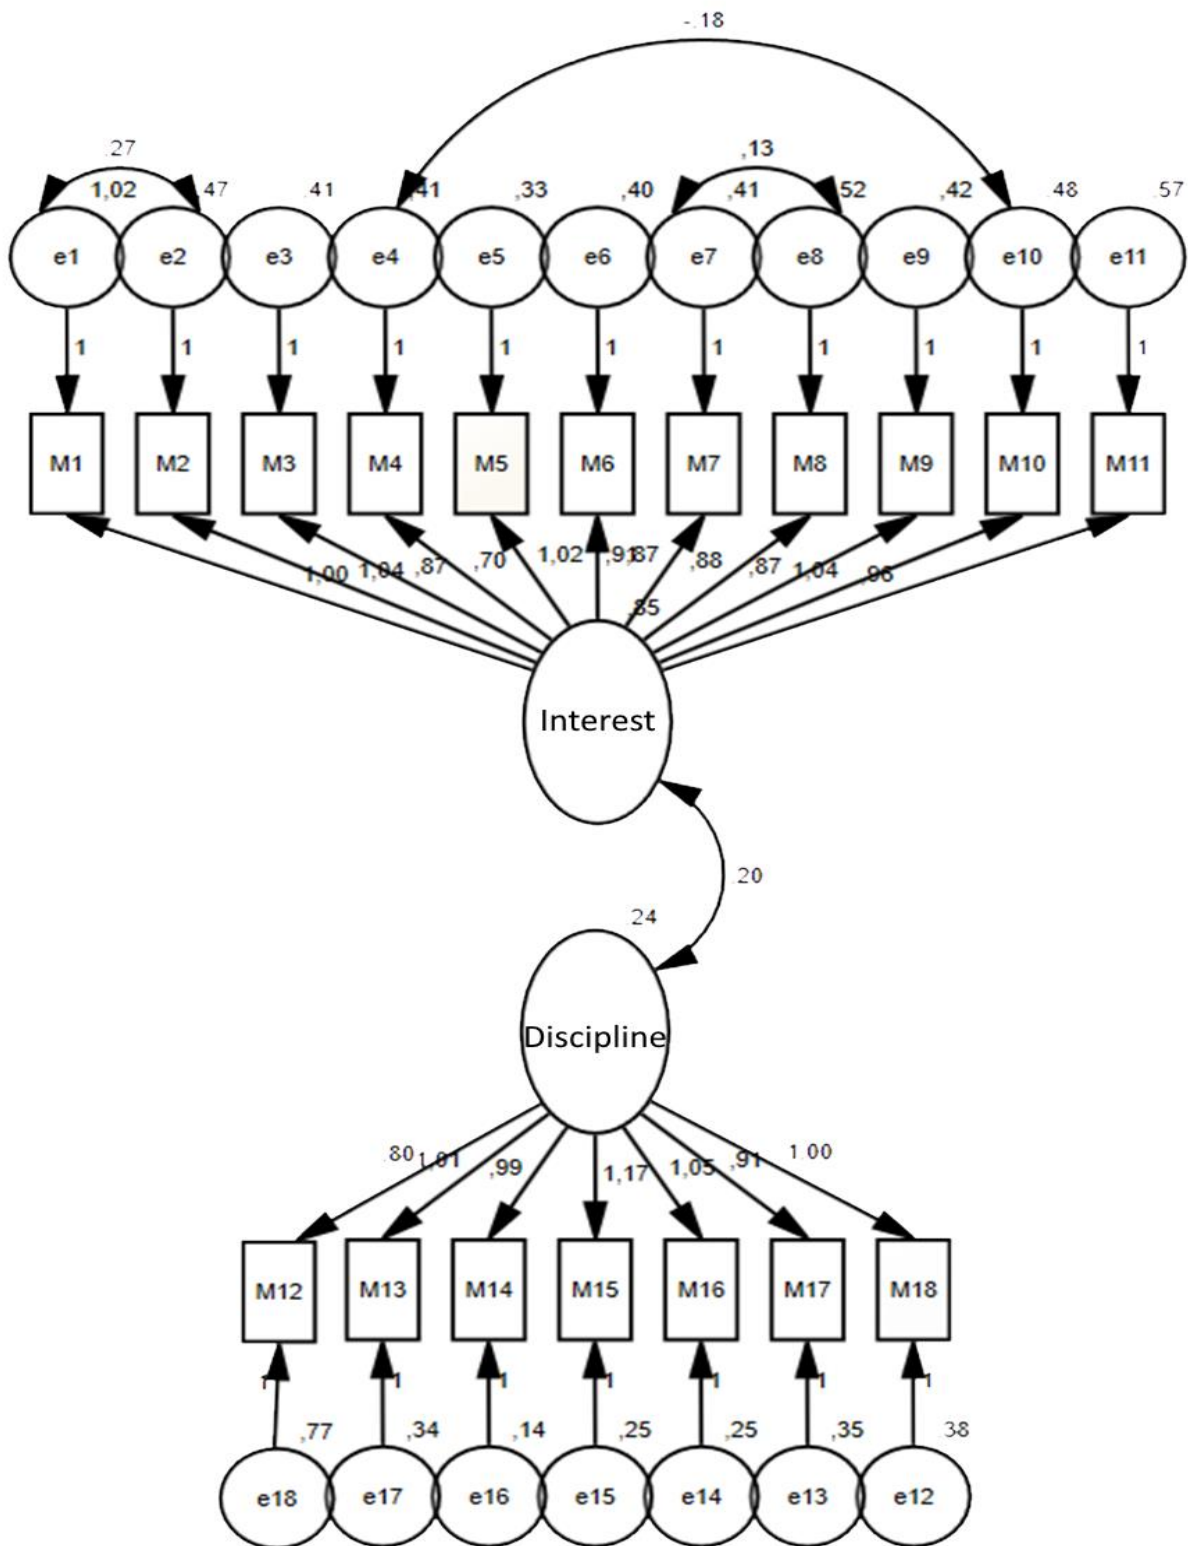 -.18
.27 ,13
1,02 .47 .41 ,41 ,33 ,40 ,41 ,52 ,42 .48 .57
e1 e2 e3 e4 e5 e6 e7 e8 e9 e10 e11
1 1 1 1 1 1 1 1 1 1 1
M1 M2 M3 M4 M5 M6 M7 M8 M9 M10 M11
1,00 1,04 ,87 ,70 1,02 ,91 ,87 ,88 ,87 1,04 ,96
,85
Interest
.20
.24
Discipline
.80 1,01 ,99 1,17 1,05 ,91 1.00
M12 M13 M14 M15 M16 M17 M18
1 1 1 1 1 1 1
,77 ,34 ,14 ,25 ,25 ,35 .38
e18 e17 e16 e15 e14 e13 e12